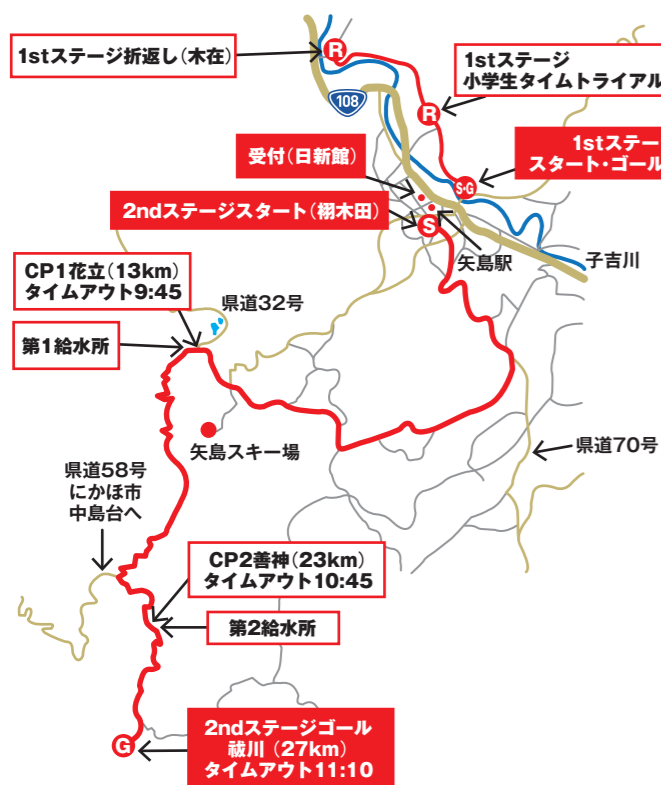 1stステージ折返し(木在)
R
1stステージ
小学生タイムトライアル
108
R
受付(日新館)
1stステー
スタート・ゴール
S・G
2ndステージスタート(栩木田)
S
矢島駅
子吉川
CP1花立(13km)
タイムアウト9:45
県道32号
第1給水所
矢島スキー場
県道70号
県道58号
にかほ市
中島台へ
CP2善神(23km)
タイムアウト10:45
第2給水所
G
2ndステージゴール
祓川(27km)
タイムアウト11:10